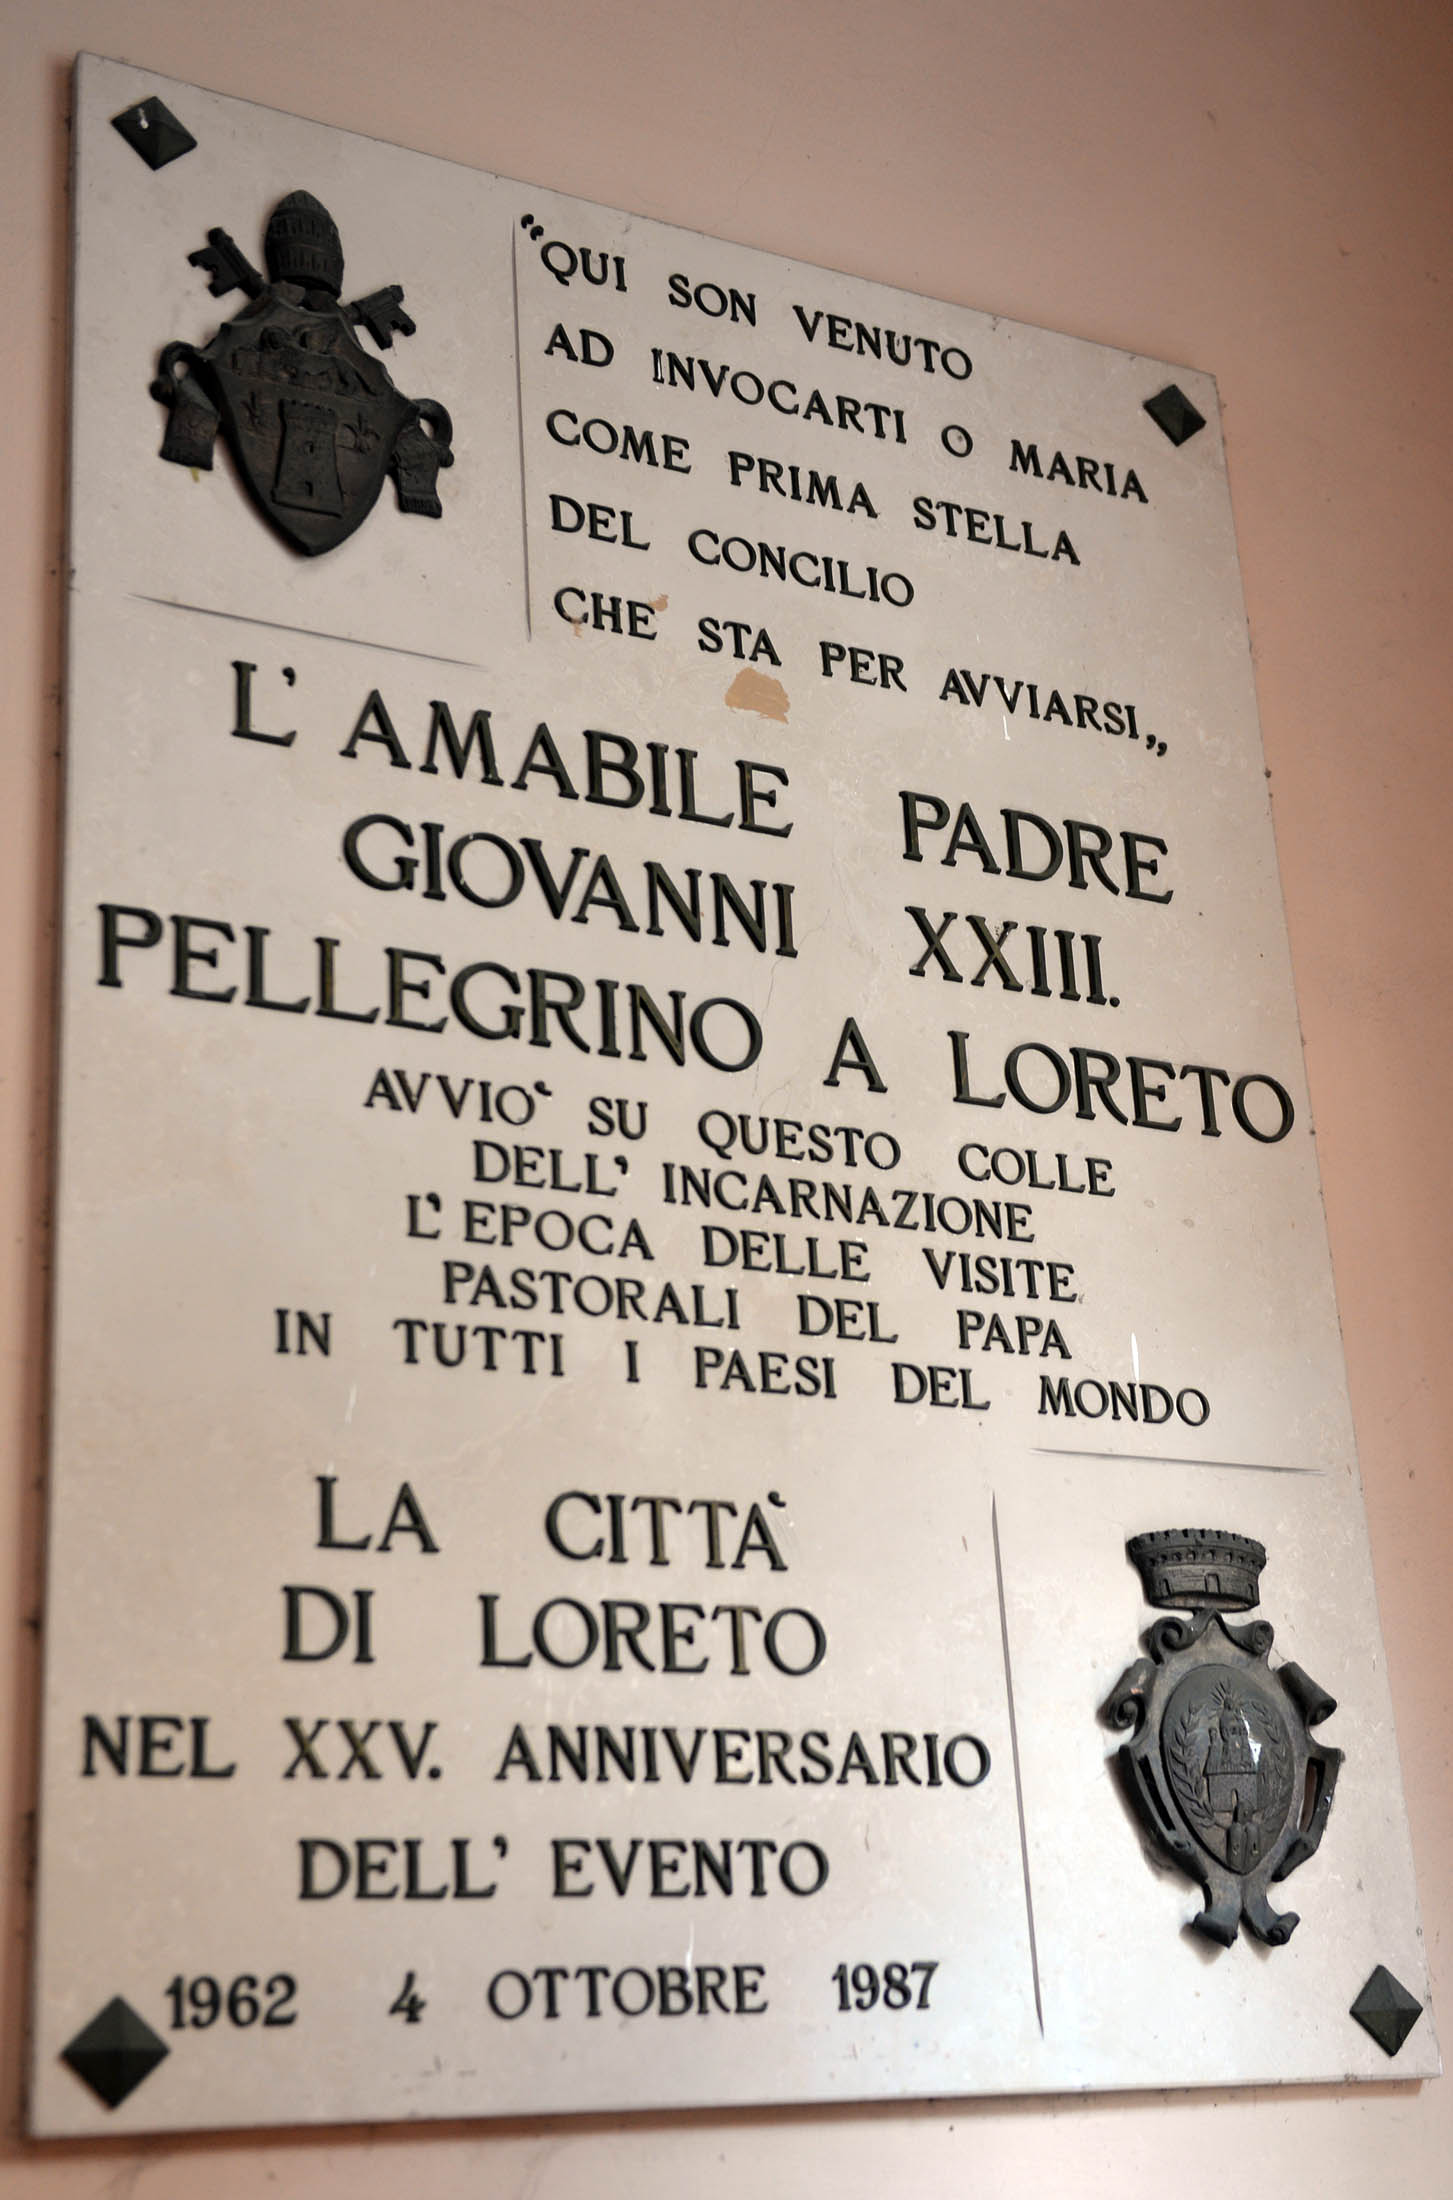 “QUI SON VENUTO
AD INVOCARTI O MARIA
COME PRIMA STELLA
DEL CONCILIO
CHE STA PER AVVIARSI„
L' AMABILE PADRE
GIOVANNI XXIII.
PELLEGRINO A LORETO
AVVIO' SU QUESTO COLLE
DELL' INCARNAZIONE
L' EPOCA DELLE VISITE
PASTORALI DEL PAPA
IN TUTTI I PAESI DEL MONDO
LA CITTA'
DI LORETO
NEL XXV. ANNIVERSARIO
DELL' EVENTO
1962 4 OTTOBRE 1987